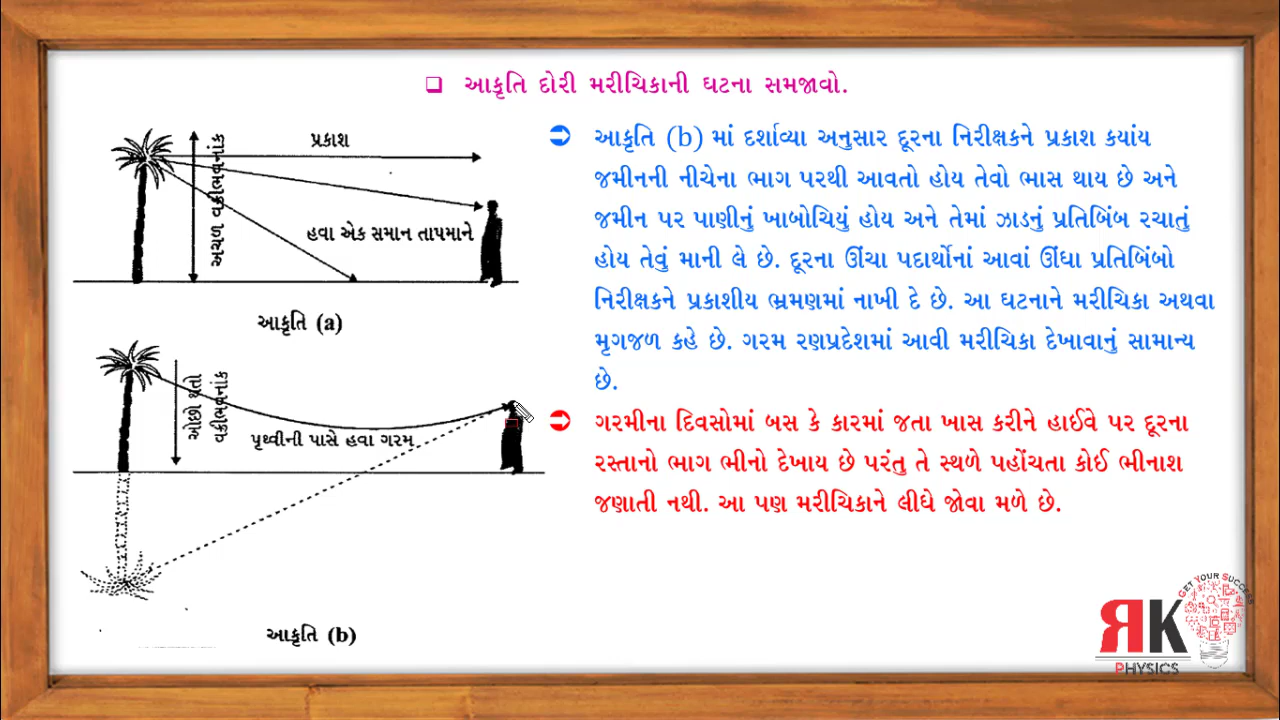 ❑ આકૃતિ દોરી મરીચિકાની ઘટના સમજાવો.
પ્રકાશ
અચળ વક્રીભવનાંક
હવા એક સમાન તાપમાને
આકૃતિ (a)
ઓછો થતો
વક્રીભવનાંક
પૃથ્વીની પાસે હવા ગરમ
આકૃતિ (b)
➲ આકૃતિ (b) માં દર્શાવ્યા અનુસાર દૂરના નિરીક્ષકને પ્રકાશ કયાંય
જમીનની નીચેના ભાગ પરથી આવતો હોય તેવો ભાસ થાય છે અને
જમીન પર પાણીનું ખાબોચિયું હોય અને તેમાં ઝાડનું પ્રતિબિંબ રચાતું
હોય તેવું માની લે છે. દૂરના ઊંચા પદાર્થોનાં આવાં ઊંધા પ્રતિબિંબો
નિરીક્ષકને પ્રકાશીય ભ્રમણમાં નાખી દે છે. આ ઘટનાને મરીચિકા અથવા
મૃગજળ કહે છે. ગરમ રણપ્રદેશમાં આવી મરીચિકા દેખાવાનું સામાન્ય
છે.
➲ ગરમીના દિવસોમાં બસ કે કારમાં જતા ખાસ કરીને હાઈવે પર દૂરના
રસ્તાનો ભાગ ભીનો દેખાય છે પરંતુ તે સ્થળે પહોંચતા કોઈ ભીનાશ
જણાતી નથી. આ પણ મરીચિકાને લીધે જોવા મળે છે.
GET YOUR SUCCESS
RK
PHYSICS